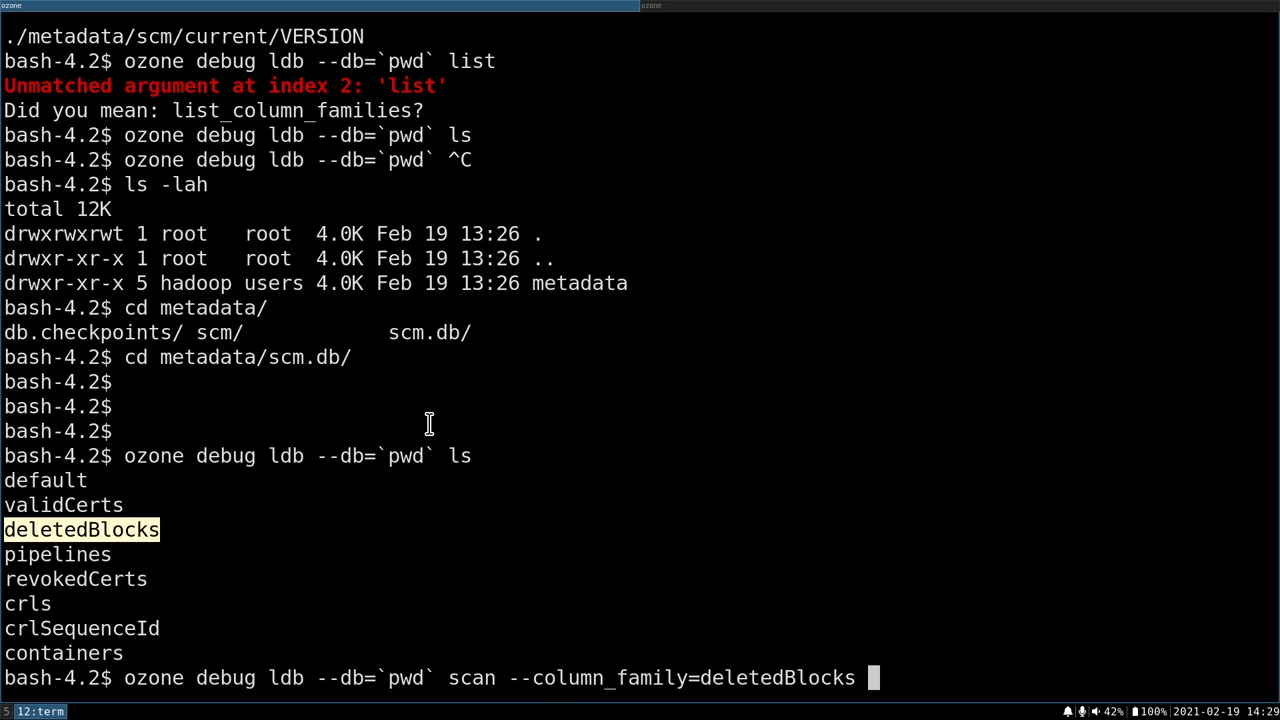 ozone ozone
./metadata/scm/current/VERSION
bash-4.2$ ozone debug ldb --db=`pwd` list
Unmatched argument at index 2: 'list'
Did you mean: list_column_families?
bash-4.2$ ozone debug ldb --db=`pwd` ls
bash-4.2$ ozone debug ldb --db=`pwd` ^C
bash-4.2$ ls -lah
total 12K
drwxrwxrwt 1 root   root  4.0K Feb 19 13:26 .
drwxr-xr-x 1 root   root  4.0K Feb 19 13:26 ..
drwxr-xr-x 5 hadoop users 4.0K Feb 19 13:26 metadata
bash-4.2$ cd metadata/
db.checkpoints/ scm/            scm.db/
bash-4.2$ cd metadata/scm.db/
bash-4.2$
bash-4.2$
bash-4.2$
bash-4.2$ ozone debug ldb --db=`pwd` ls
default
validCerts
deletedBlocks
pipelines
revokedCerts
crls
crlSequenceId
containers
bash-4.2$ ozone debug ldb --db=`pwd` scan --column_family=deletedBlocks
5 12:term 42% 100% 2021-02-19 14:29